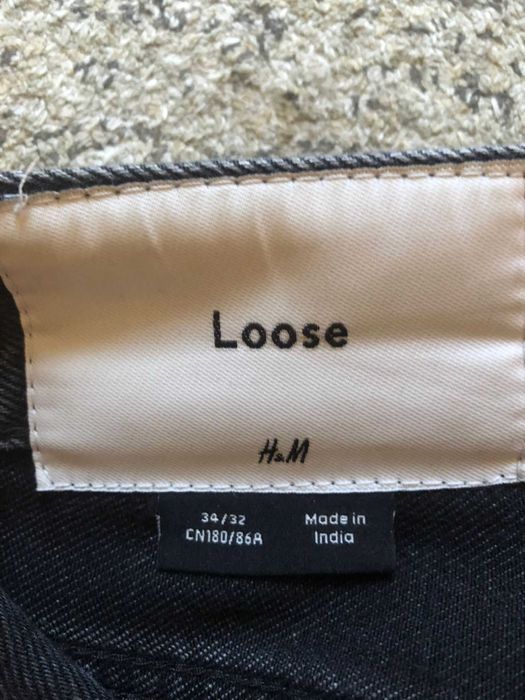 Loose
H&M
34/32
CN180/86A
Made in
India